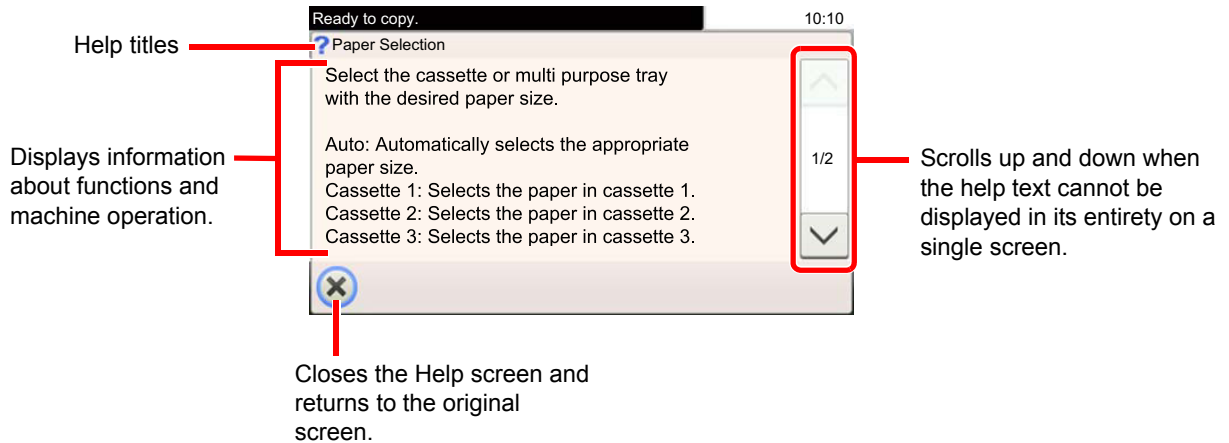 Ready to copy.
10:10
Help titles
? Paper Selection
Select the cassette or multi purpose tray
with the desired paper size.
Auto: Automatically selects the appropriate
paper size.
Cassette 1: Selects the paper in cassette 1.
Cassette 2: Selects the paper in cassette 2.
Cassette 3: Selects the paper in cassette 3.
1/2
Displays information
about functions and
machine operation.
Scrolls up and down when
the help text cannot be
displayed in its entirety on a
single screen.
Closes the Help screen and
returns to the original
screen.